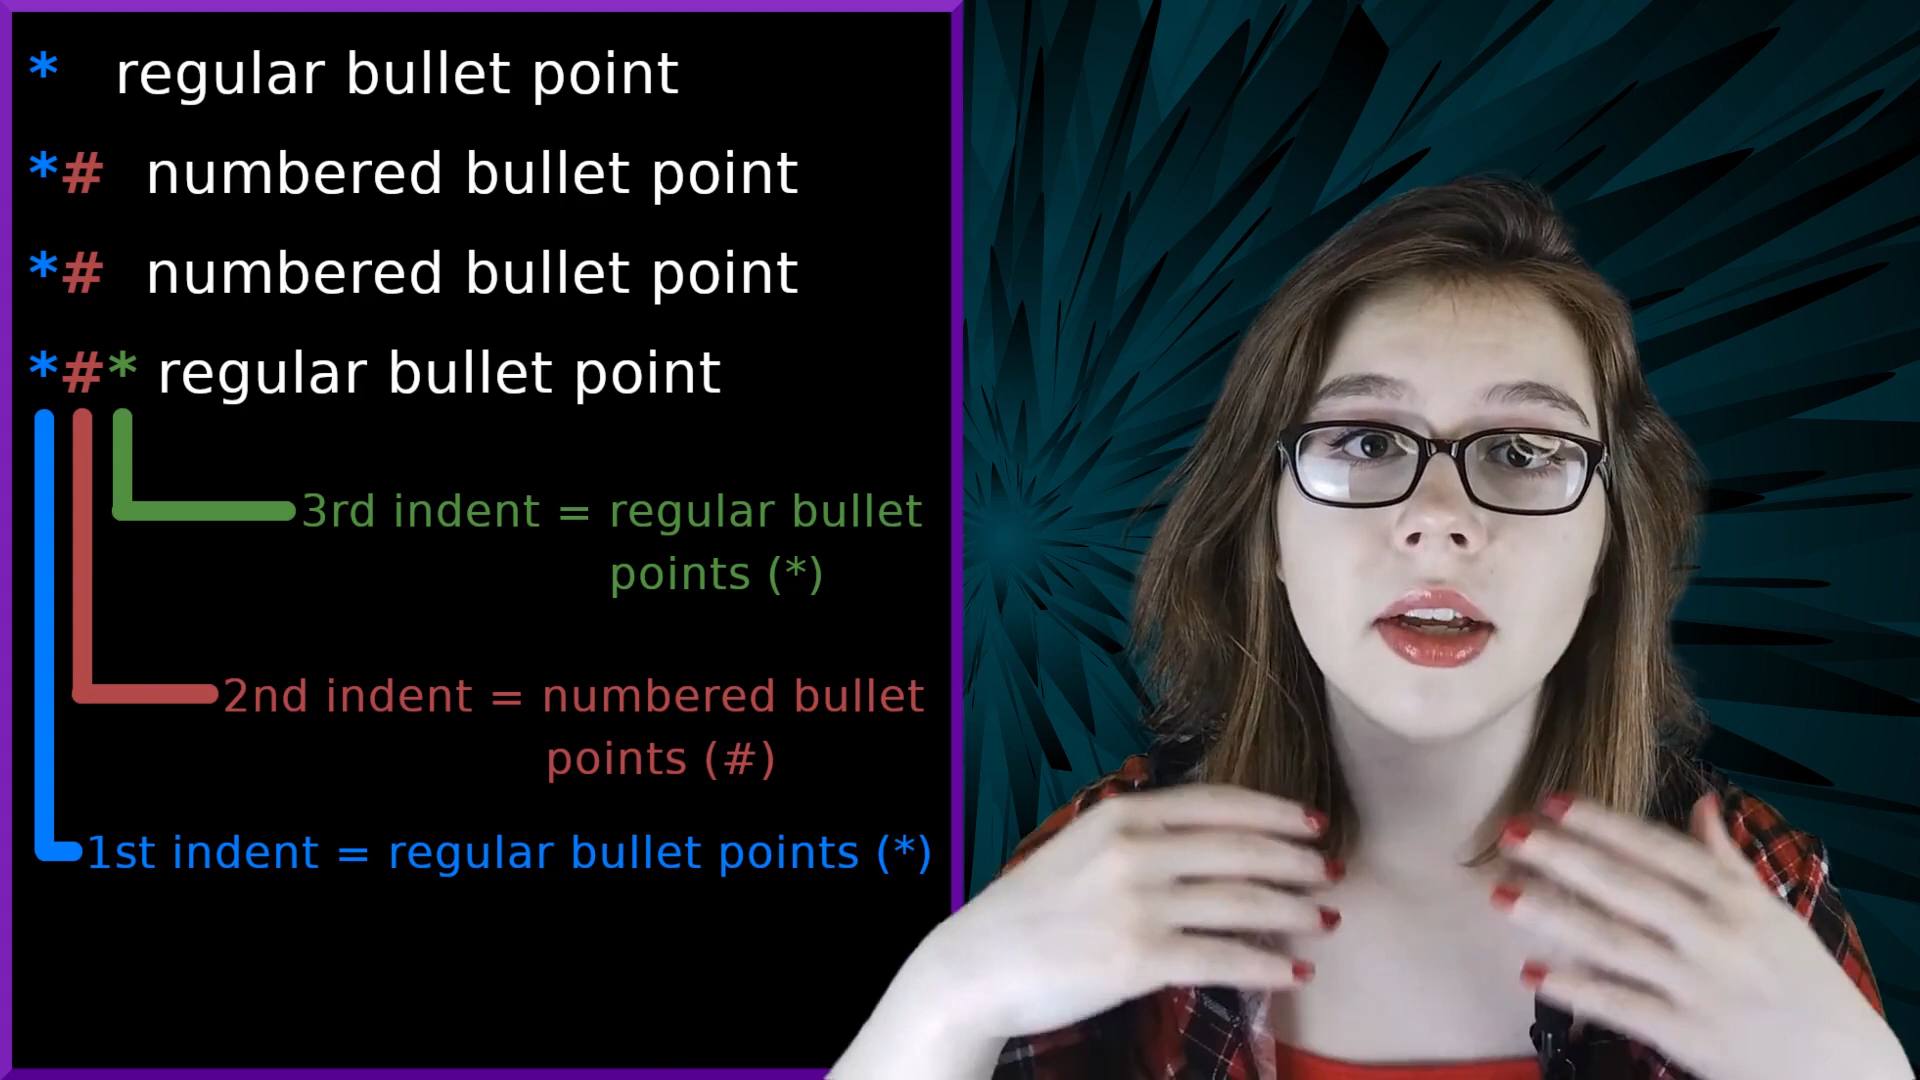 * regular bullet point
*# numbered bullet point
*# numbered bullet point
*#* regular bullet point
3rd indent = regular bullet
points (*)
2nd indent = numbered bullet
points (#)
1st indent = regular bullet points (*)